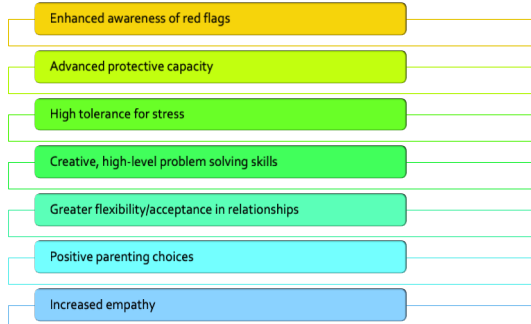 Enhanced awareness of red flags
Advanced protective capacity
High tolerance for stress
Creative, high-level problem solving skills
Greater flexibility/acceptance in relationships
Positive parenting choices
Increased empathy